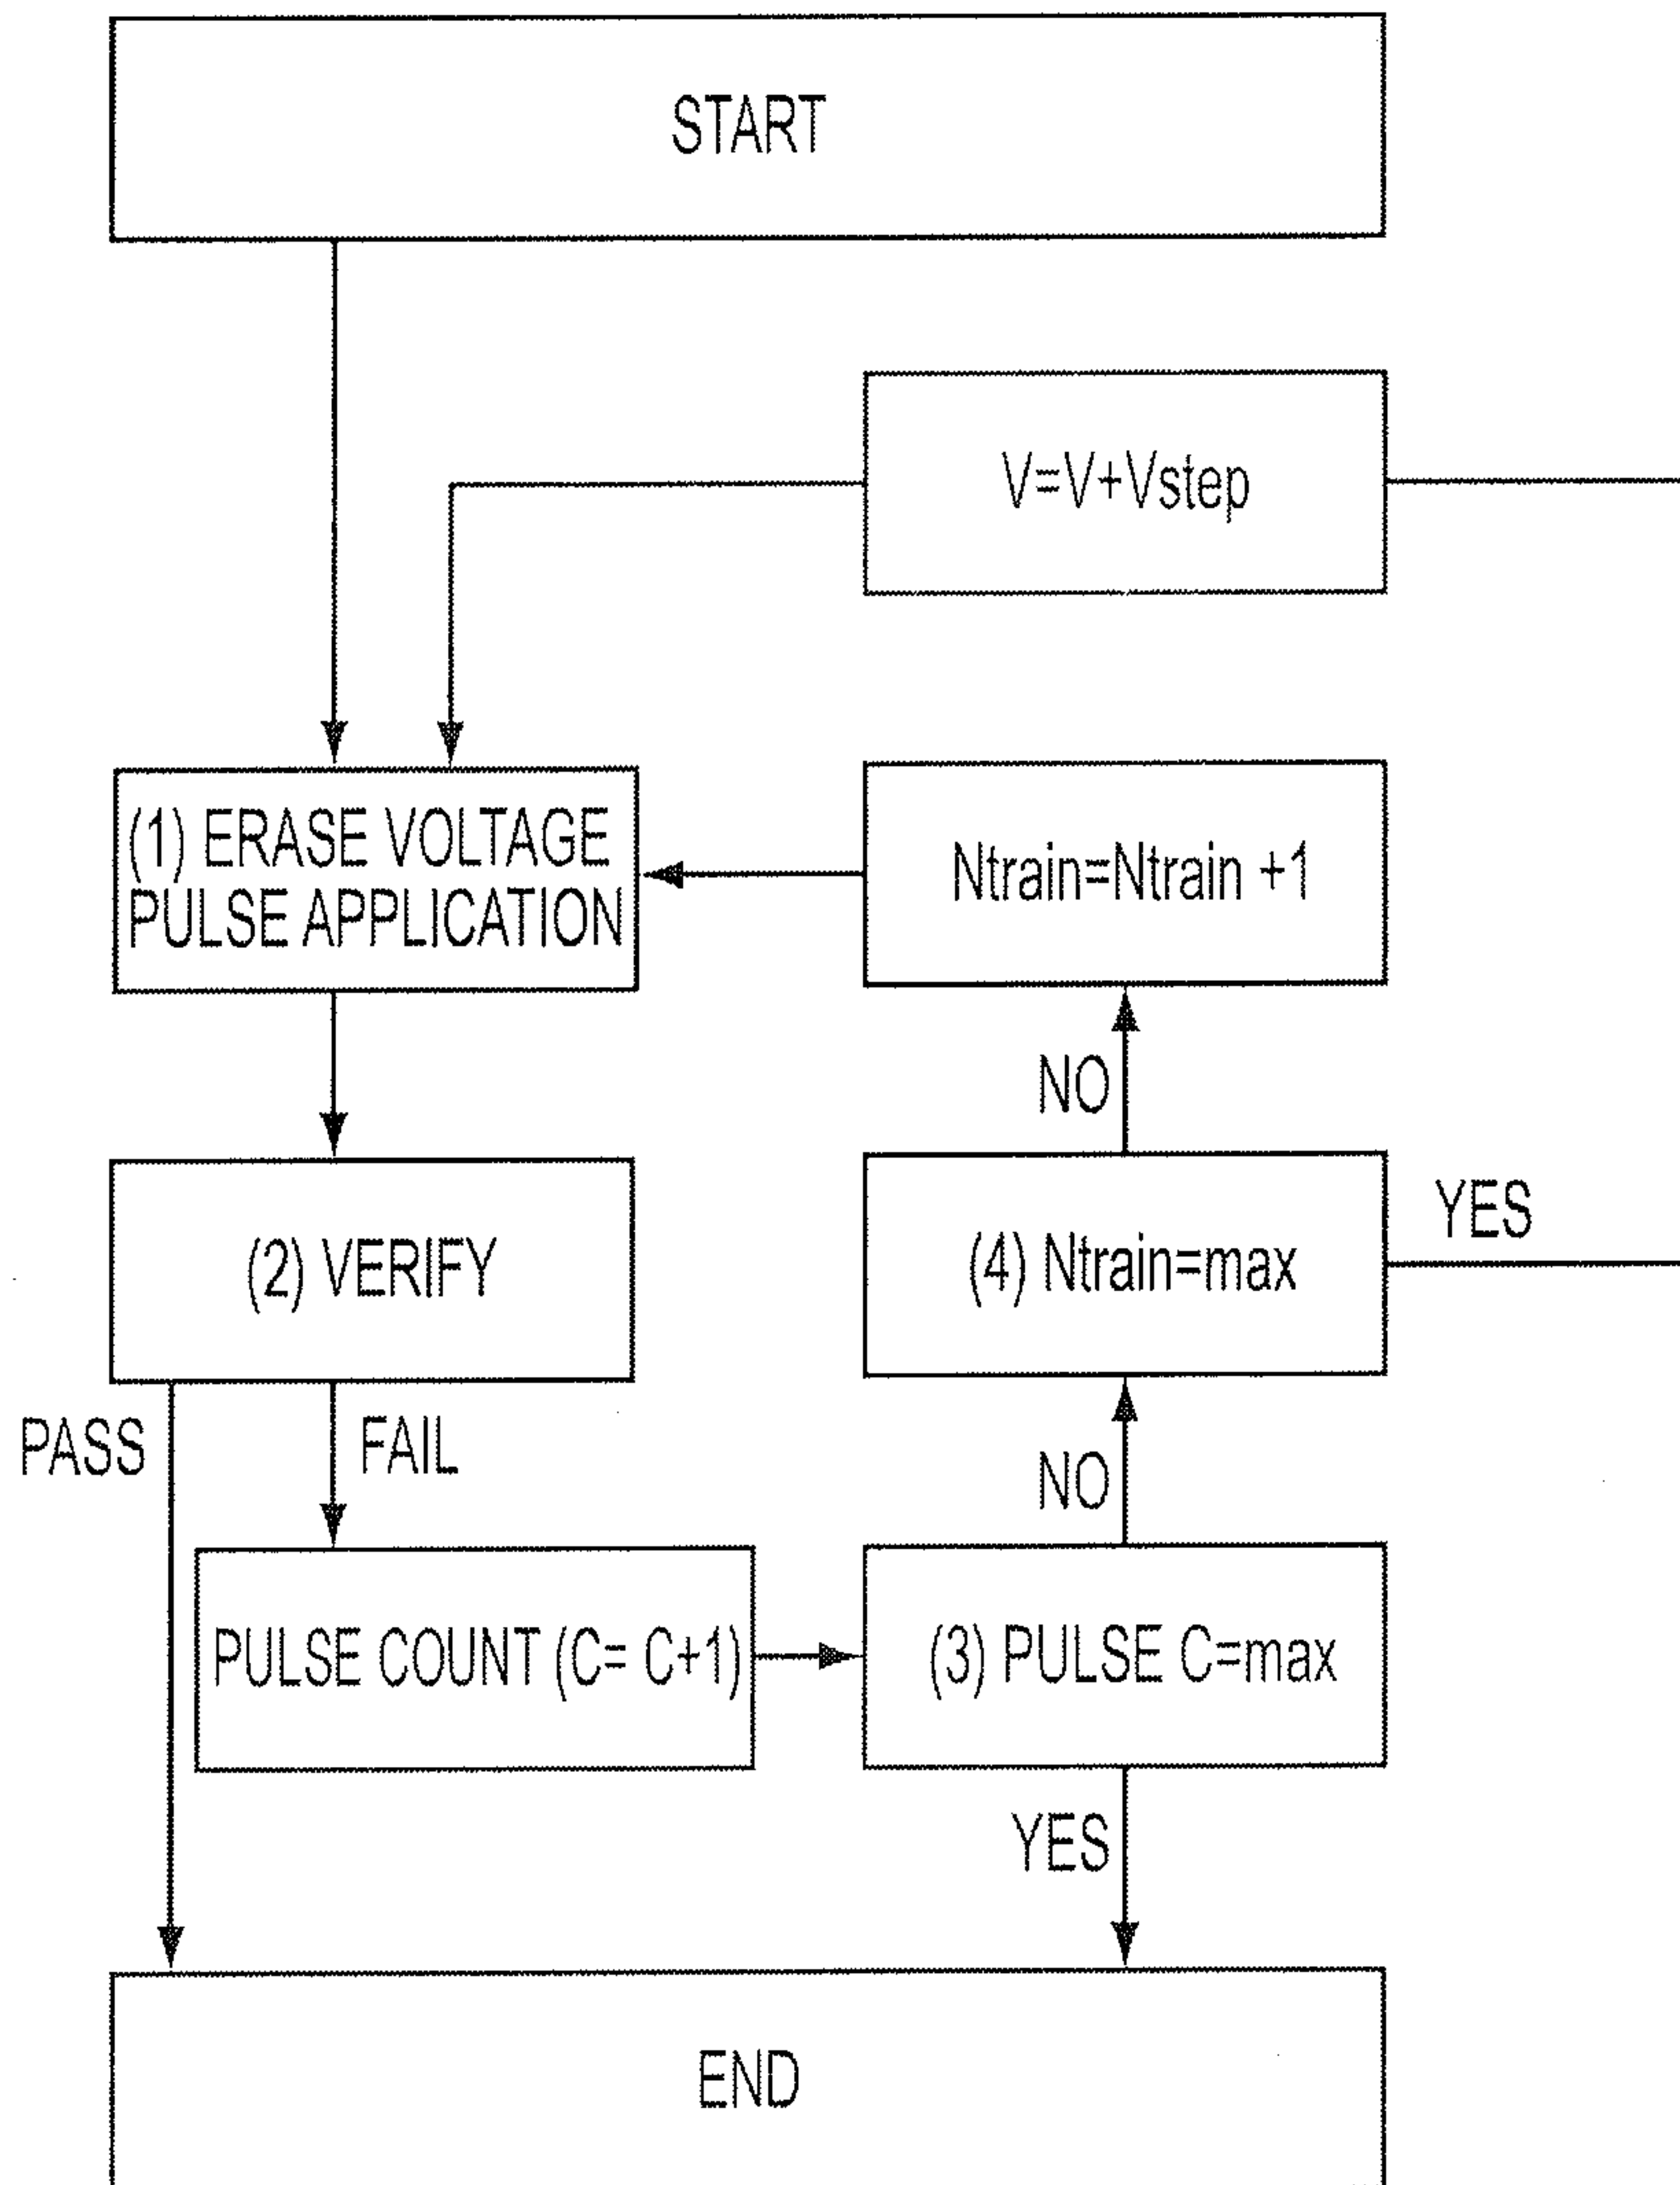 START
V=V+Vstep
(1) ERASE VOLTAGE
PULSE APPLICATION
Ntrain=Ntrain +1
NO
(2) VERIFY
(4) Ntrain=max
YES
PASS
FAIL
NO
PULSE COUNT (C= C+1)
(3) PULSE C=max
YES
END